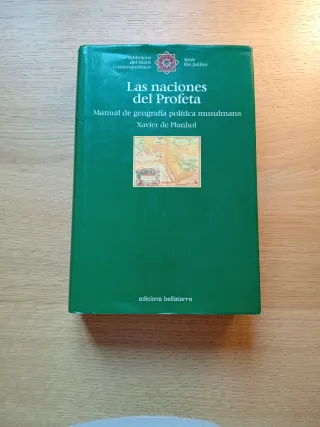 Biblioteca
del Islam
Contemporáneo
Serie
Ibn Jaldún
Las naciones
del Profeta
Manual de geografía política musulmana
Xavier de Planhol
edicions bellaterra